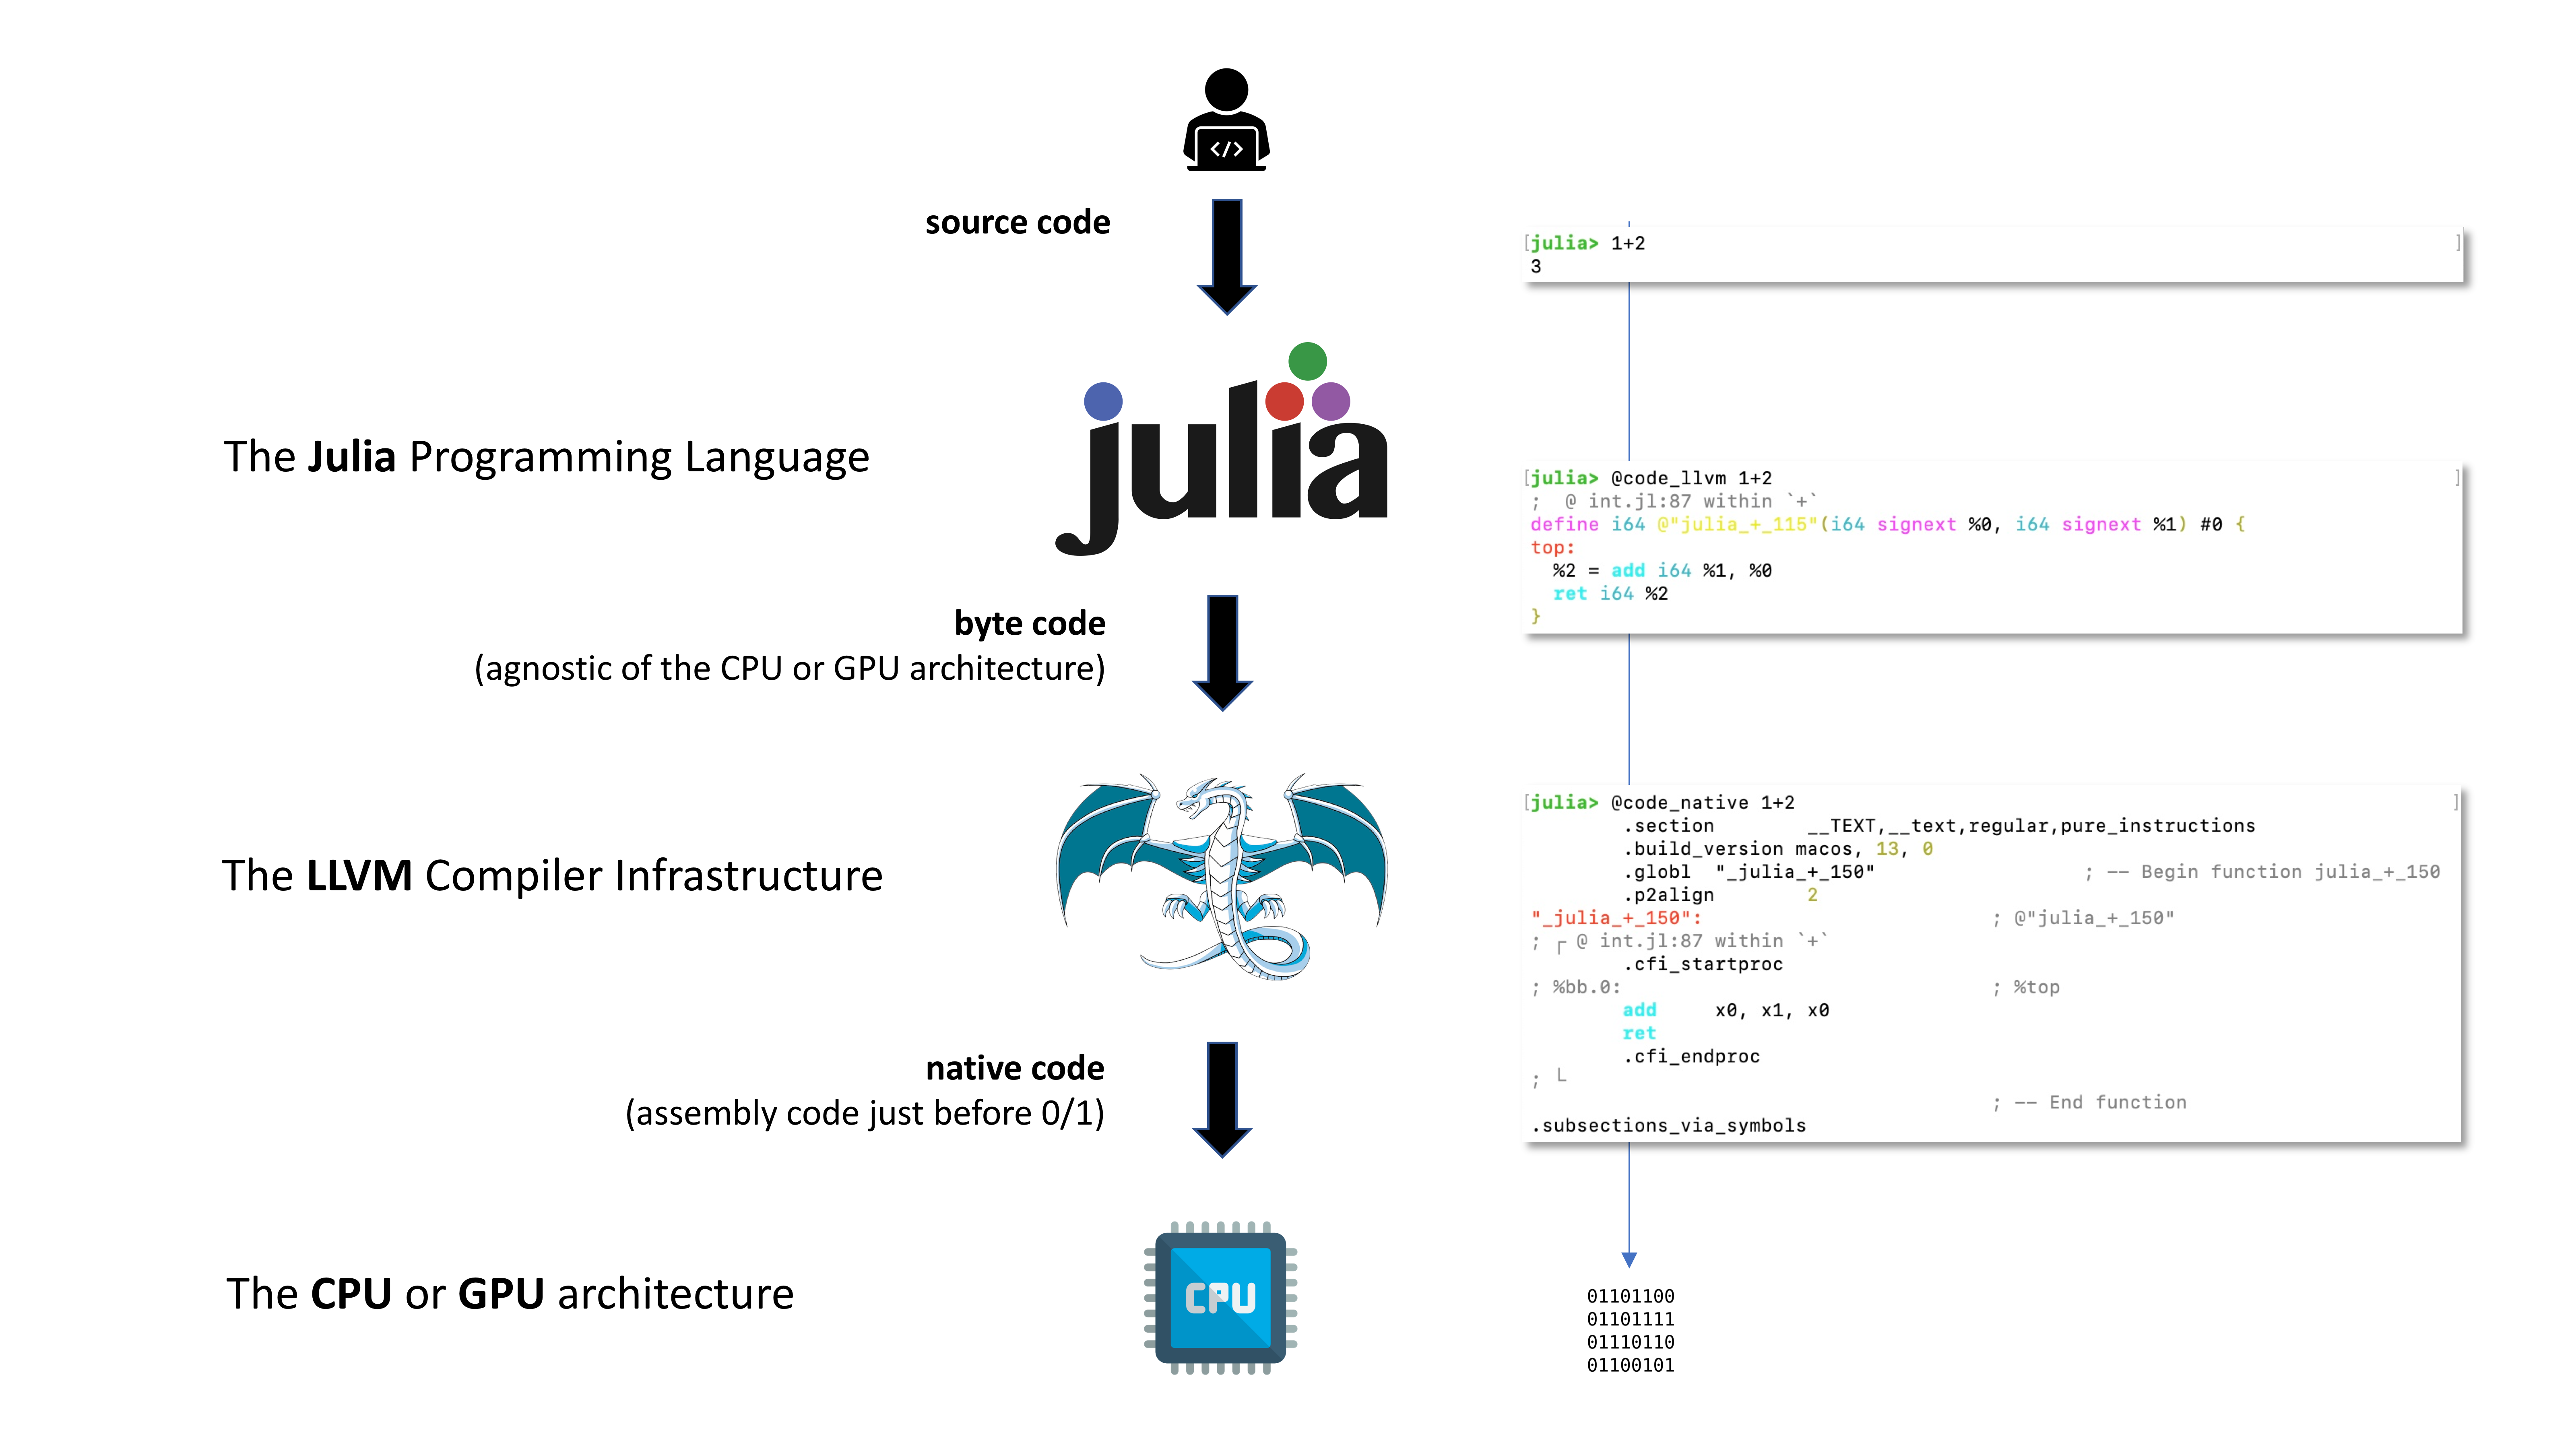 </>
source code
[julia> 1+2 ]
3
julia
The Julia Programming Language
[julia> @code_llvm 1+2 ]
;  @ int.jl:87 within `+`
define i64 @"julia_+_115"(i64 signext %0, i64 signext %1) #0 {
top:
  %2 = add i64 %1, %0
  ret i64 %2
}
byte code
(agnostic of the CPU or GPU architecture)
The LLVM Compiler Infrastructure
[julia> @code_native 1+2 ]
        .section        __TEXT,__text,regular,pure_instructions
        .build_version macos, 13, 0
        .globl  "_julia_+_150"                  ; -- Begin function julia_+_150
        .p2align        2
"_julia_+_150":                         ; @"julia_+_150"
; ┌ @ int.jl:87 within `+`
        .cfi_startproc
; %bb.0:                                ; %top
        add     x0, x1, x0
        ret
        .cfi_endproc
; └
                                        ; -- End function
.subsections_via_symbols
native code
(assembly code just before 0/1)
The CPU or GPU architecture
CPU
01101100
01101111
01110110
01100101